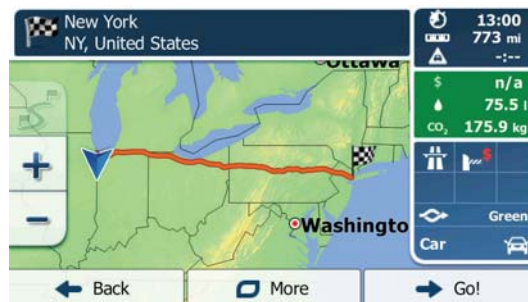 New York
NY, United States
13:00
773 mi
-:--
Ottawa
$
n/a
75.5 l
CO₂
175.9 kg
$
Washingto
Green
Car
Back
More
Go!